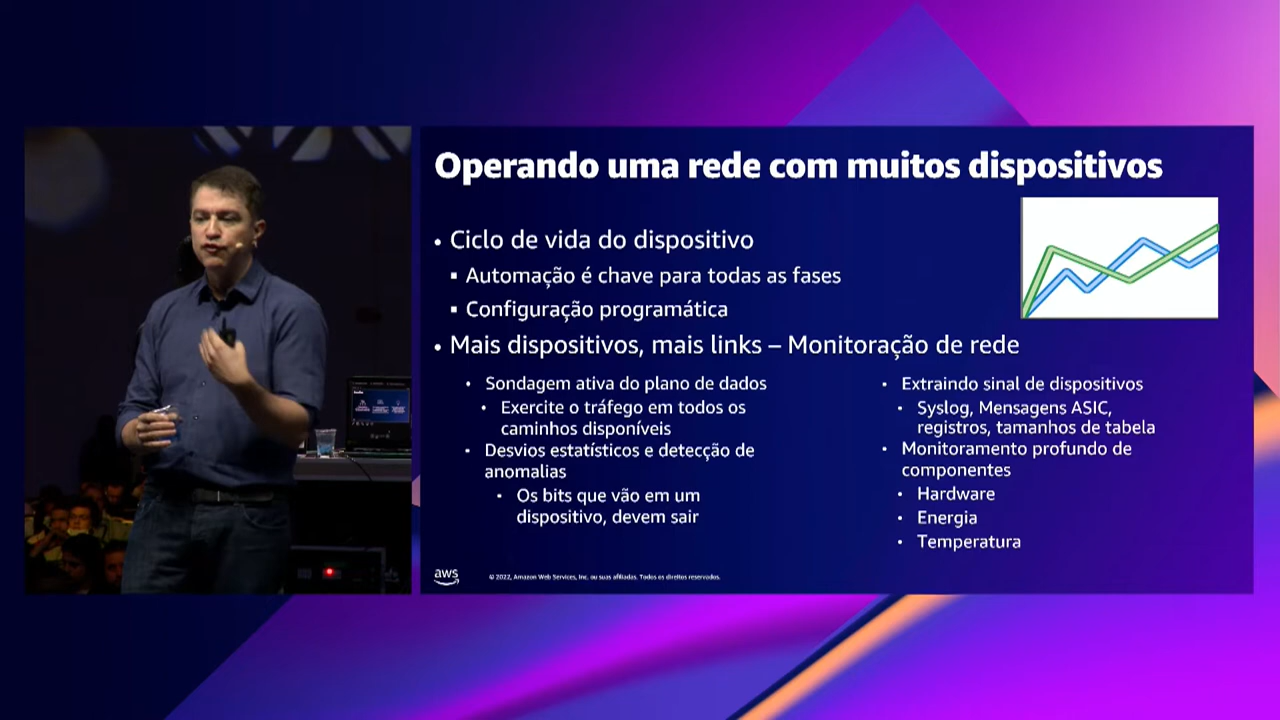 Operando uma rede com muitos dispositivos
• Ciclo de vida do dispositivo
▪ Automação é chave para todas as fases
▪ Configuração programática
• Mais dispositivos, mais links – Monitoração de rede
• Sondagem ativa do plano de dados
• Exercite o tráfego em todos os
caminhos disponíveis
• Desvios estatísticos e detecção de
anomalias
• Os bits que vão em um
dispositivo, devem sair
• Extraindo sinal de dispositivos
• Syslog, Mensagens ASIC,
registros, tamanhos de tabela
• Monitoramento profundo de
componentes
• Hardware
• Energia
• Temperatura
aws
© 2022, Amazon Web Services, Inc. ou suas afiliadas. Todos os direitos reservados.